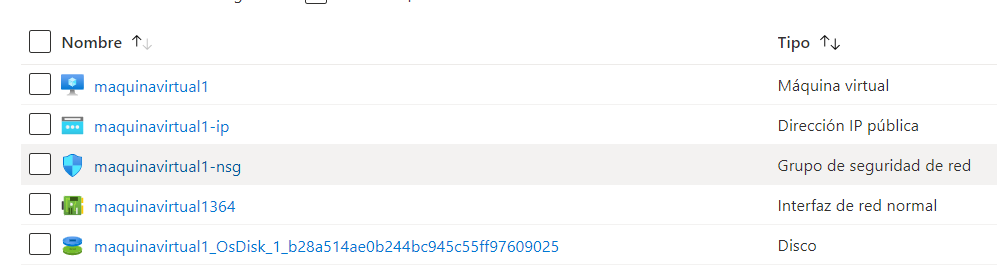 Nombre ↑↓ Tipo ↑↓
maquinavirtual1 Máquina virtual
maquinavirtual1-ip Dirección IP pública
maquinavirtual1-nsg Grupo de seguridad de red
maquinavirtual1364 Interfaz de red normal
maquinavirtual1_OsDisk_1_b28a514ae0b244bc945c55ff97609025 Disco